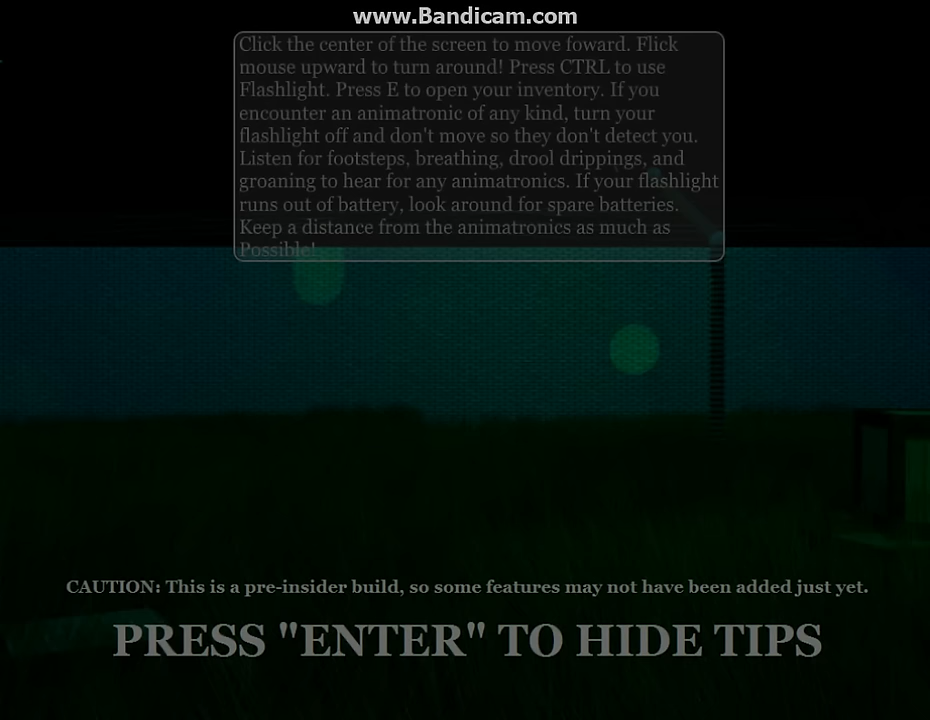 www.Bandicam.com
Click the center of the screen to move foward. Flick
mouse upward to turn around! Press CTRL to use
Flashlight. Press E to open your inventory. If you
encounter an animatronic of any kind, turn your
flashlight off and don't move so they don't detect you.
Listen for footsteps, breathing, drool drippings, and
groaning to hear for any animatronics. If your flashlight
runs out of battery, look around for spare batteries.
Keep a distance from the animatronics as much as
Possible!
CAUTION: This is a pre-insider build, so some features may not have been added just yet.
PRESS "ENTER" TO HIDE TIPS